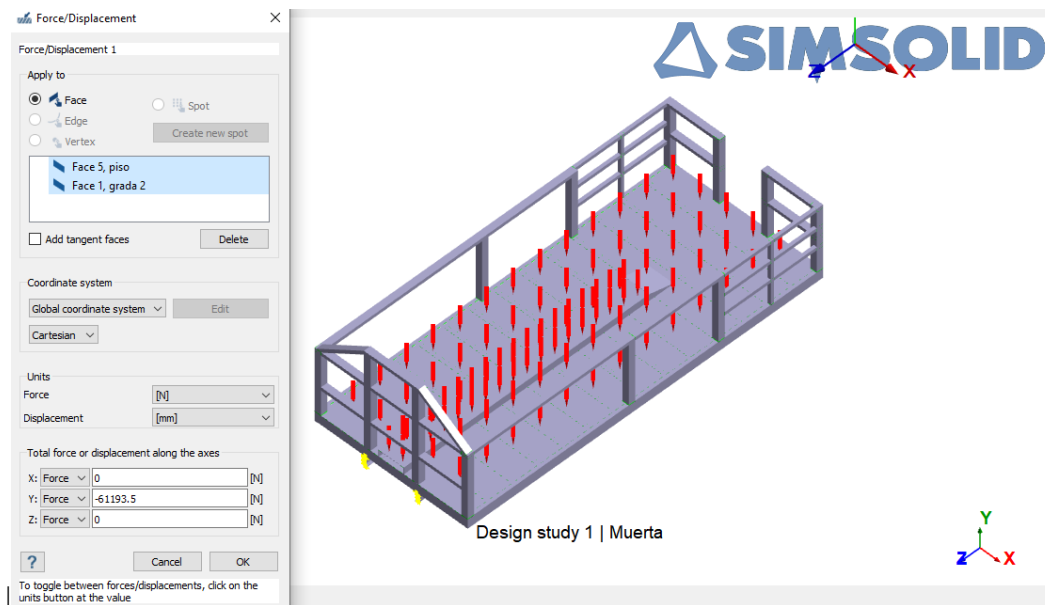 Force/Displacement
Force/Displacement 1
Apply to
Face
Spot
Edge
Create new spot
Vertex
Face 5, piso
Face 1, grada 2
Add tangent faces
Delete
Coordinate system
Global coordinate system
Edit
Cartesian
Units
Force
[N]
Displacement
[mm]
Total force or displacement along the axes
X: Force 0 [N]
Y: Force -61193.5 [N]
Z: Force 0 [N]
?
Cancel
OK
To toggle between forces/displacements, click on the
units button at the value
SIMSOLID
Z
X
Design study 1 | Muerta
Y
Z
X